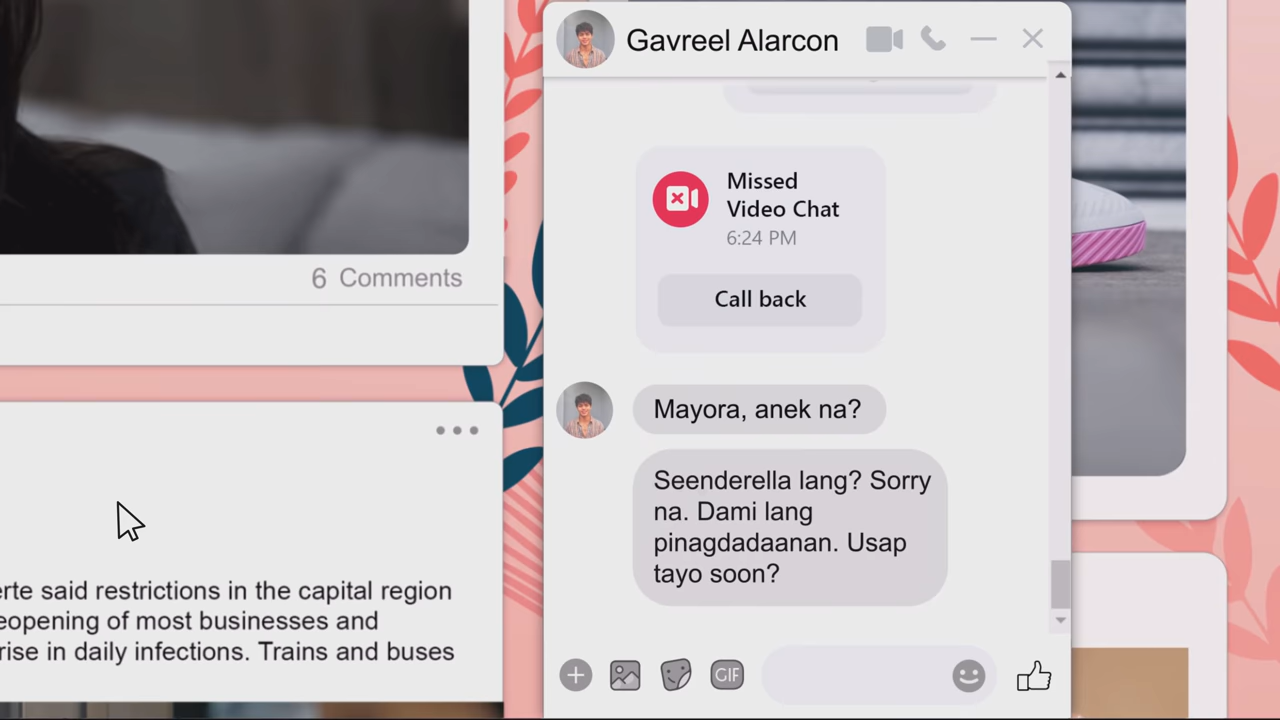 Gavreel Alarcon
Missed
Video Chat
6:24 PM
Call back
Mayora, anek na?
Seenderella lang? Sorry
na. Dami lang
pinagdadaanan. Usap
tayo soon?
GIF
6 Comments
erte said restrictions in the capital region
eopening of most businesses and
rise in daily infections. Trains and buses